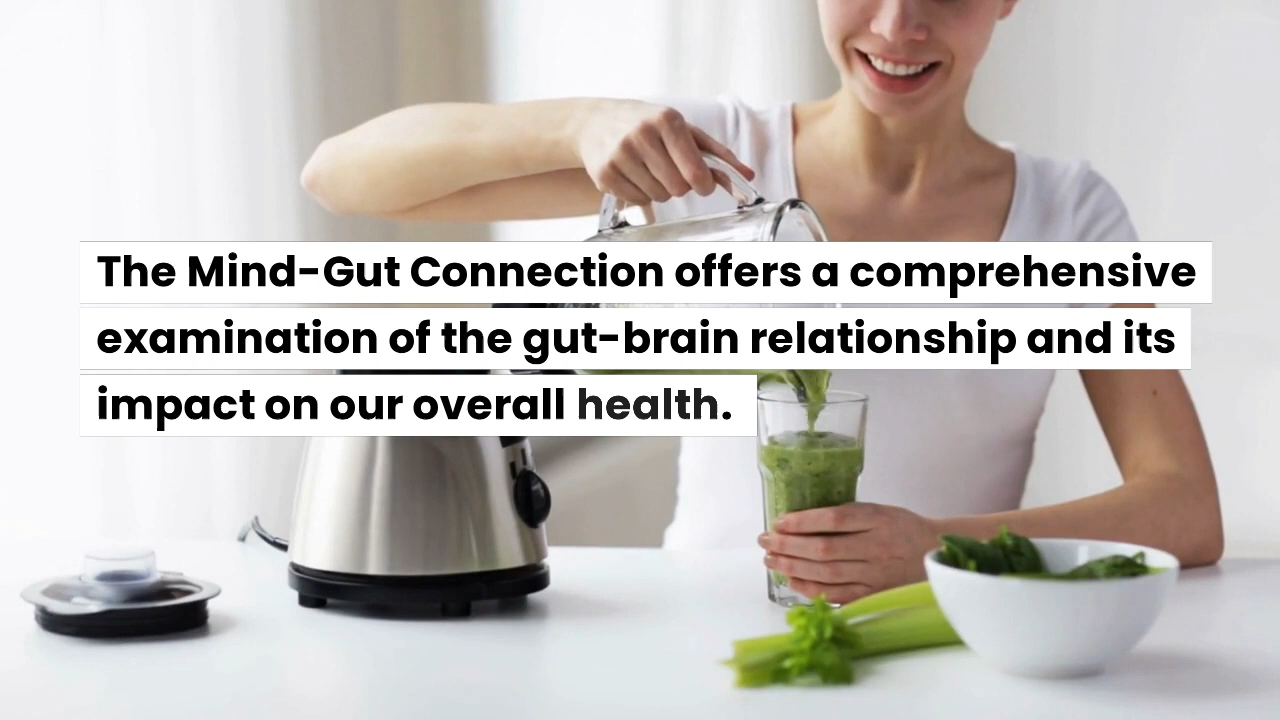 The Mind-Gut Connection offers a comprehensive
examination of the gut-brain relationship and its
impact on our overall health.